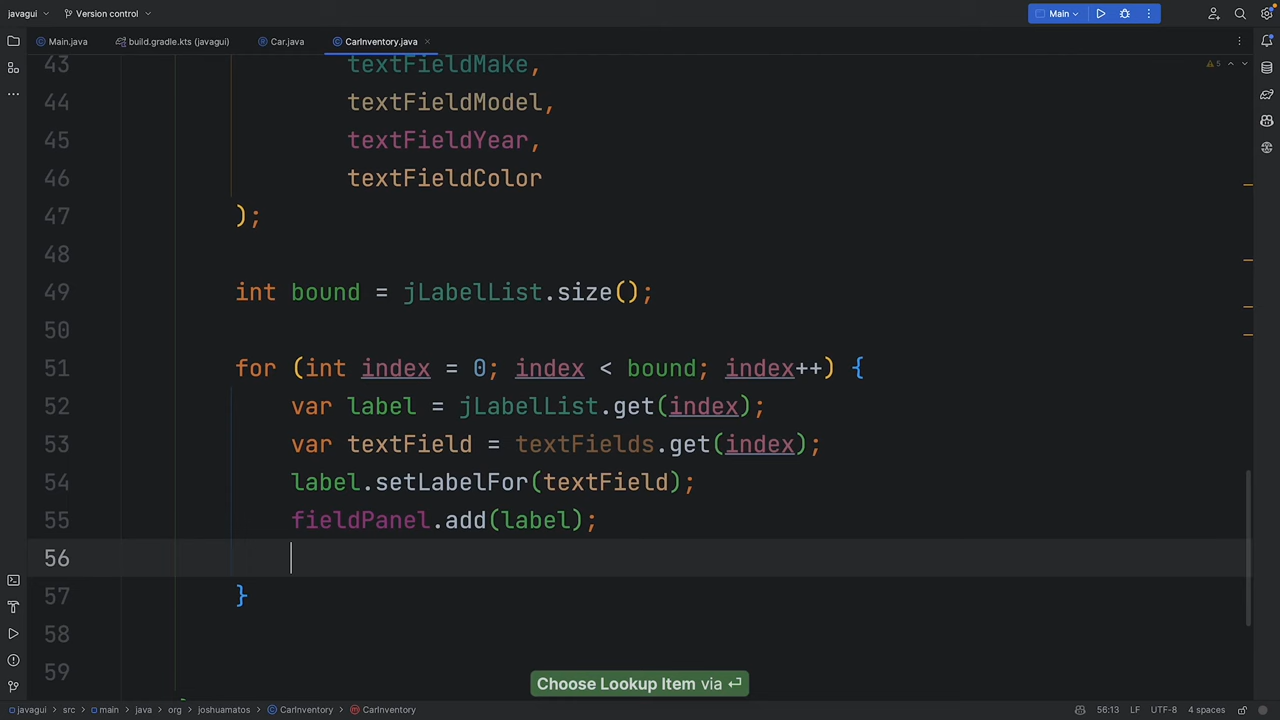 javagui
Version control
Main
Main.java
build.gradle.kts (javagui)
Car.java
CarInventory.java
5
43 textFieldMake,
44 textFieldModel,
45 textFieldYear,
46 textFieldColor
47 );
48
49 int bound = jLabelList.size();
50
51 for (int index = 0; index < bound; index++) {
52 var label = jLabelList.get(index);
53 var textField = textFields.get(index);
54 label.setLabelFor(textField);
55 fieldPanel.add(label);
56
57 }
58
59
Choose Lookup Item via ⏎
javagui > src > main > java > org > joshuamatos > CarInventory > CarInventory
56:13 LF UTF-8 4 spaces